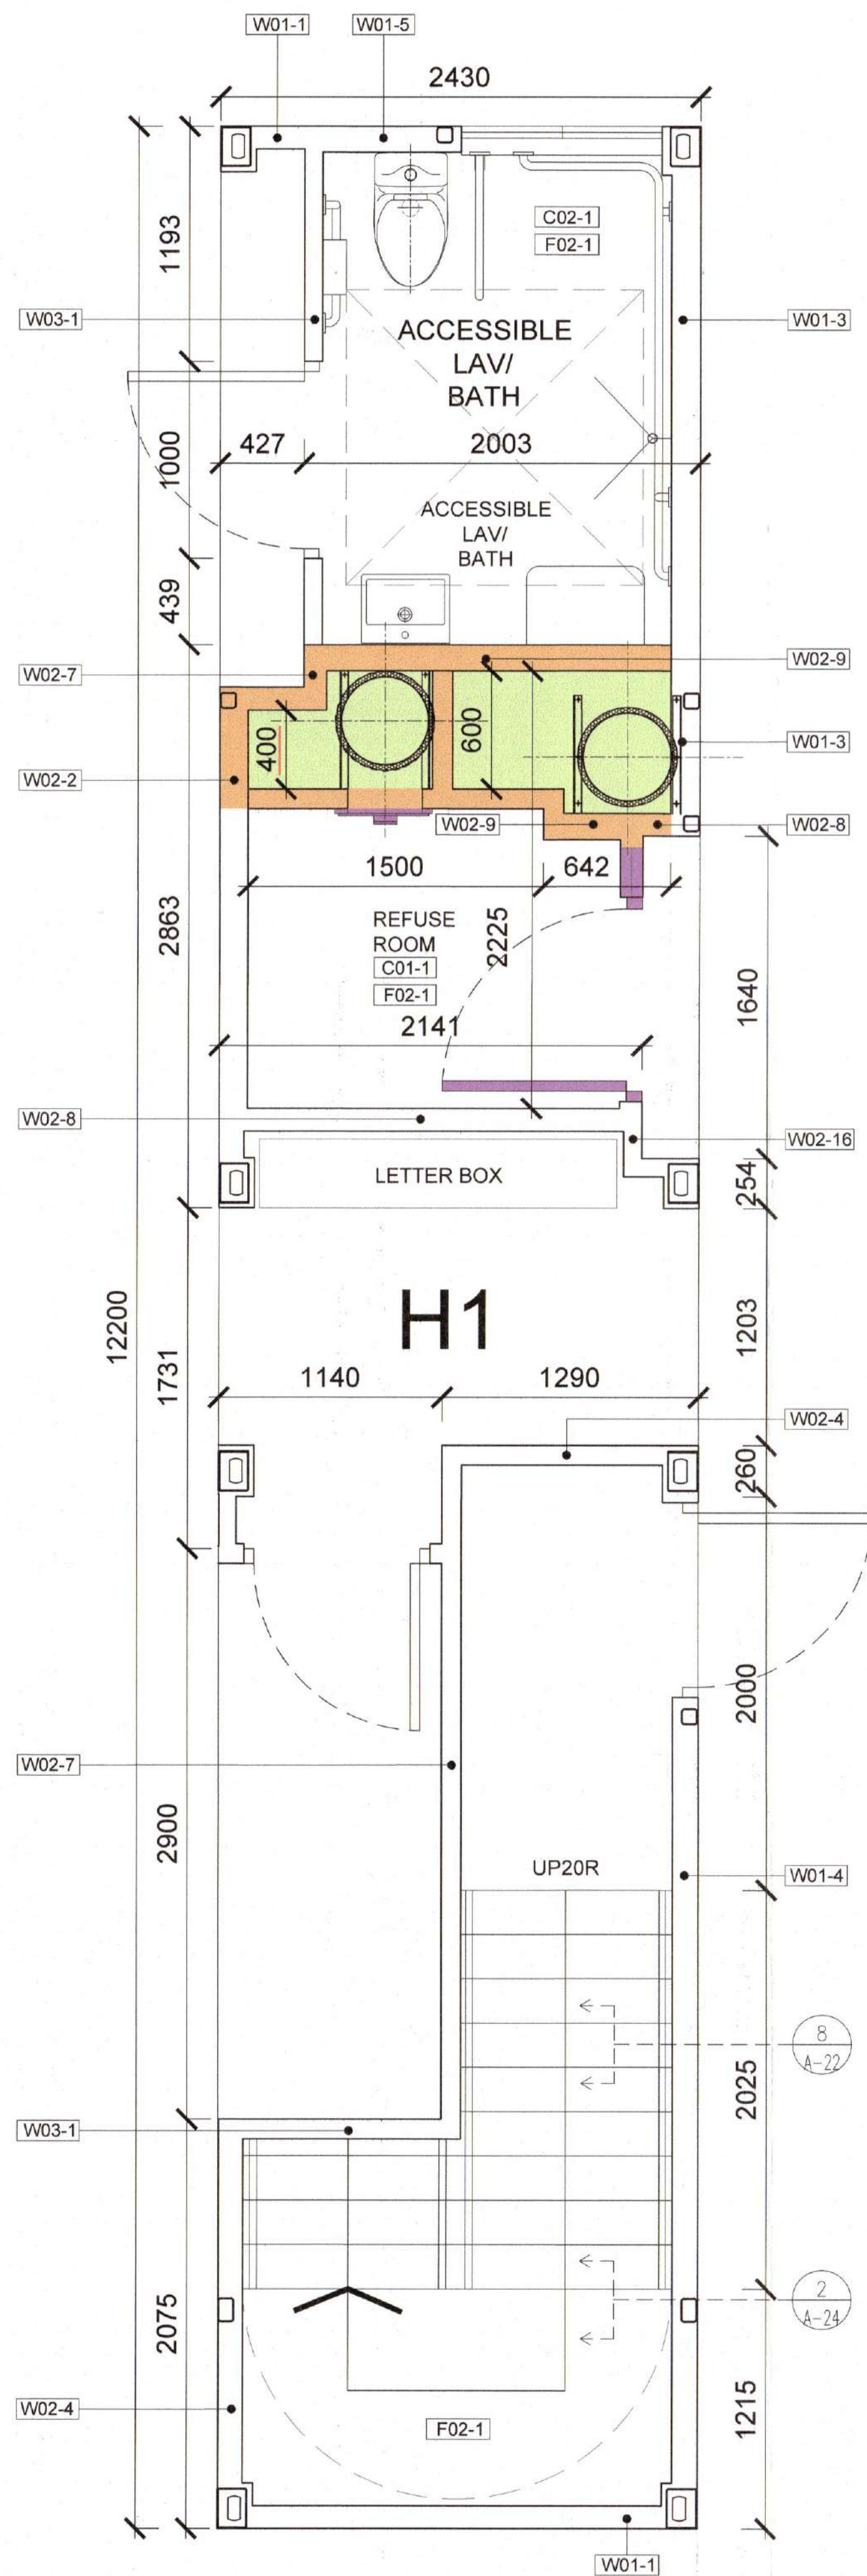 W01-1
W01-5
2430
1193
C02-1
F02-1
W03-1
W01-3
ACCESSIBLE
LAV/
BATH
427
2003
1000
ACCESSIBLE
LAV/
BATH
439
W02-7
W02-9
400
600
W01-3
W02-2
W02-9
W02-8
1500
642
2863
REFUSE
ROOM
C01-1
F02-1
2225
1640
2141
W02-8
W02-16
LETTER BOX
254
12200
H1
1731
1203
1140
1290
W02-4
260
2000
W02-7
2900
UP20R
W01-4
8
A-22
2025
W03-1
2
A-24
2075
1215
W02-4
F02-1
W01-1